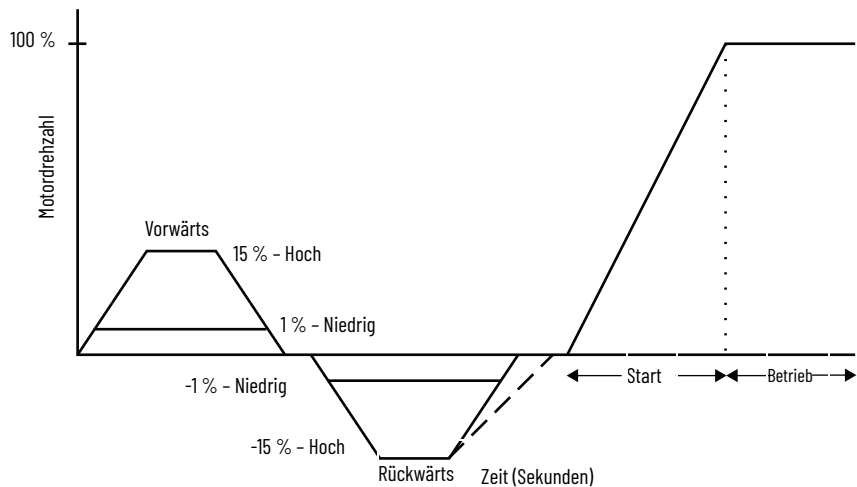 100 %
Motordrehzahl
Vorwärts
15 % – Hoch
1 % – Niedrig
-1 % – Niedrig
Start
Betrieb
-15 % – Hoch
Rückwärts
Zeit (Sekunden)